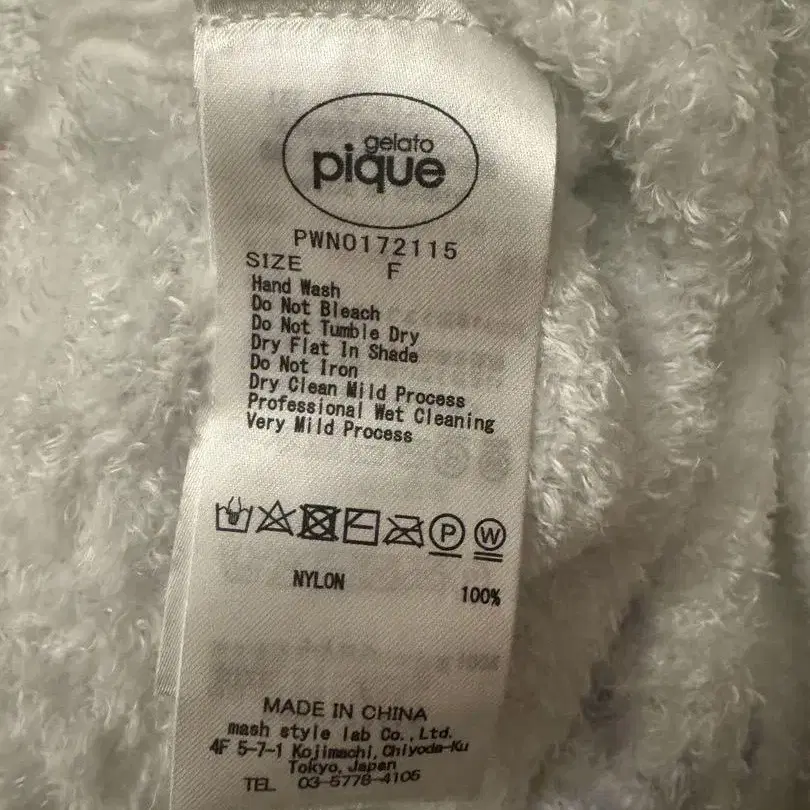 gelato
pique
PWNO172115
SIZE F
Hand Wash
Do Not Bleach
Do Not Tumble Dry
Dry Flat In Shade
Do Not Iron
Dry Clean Mild Process
Professional Wet Cleaning
Very Mild Process
P W
NYLON 100%
MADE IN CHINA
mash style lab Co.,Ltd.
4F 5-7-1 Kojimachi,Chiyoda-Ku
Tokyo,Japan
TEL 03-5778-4105